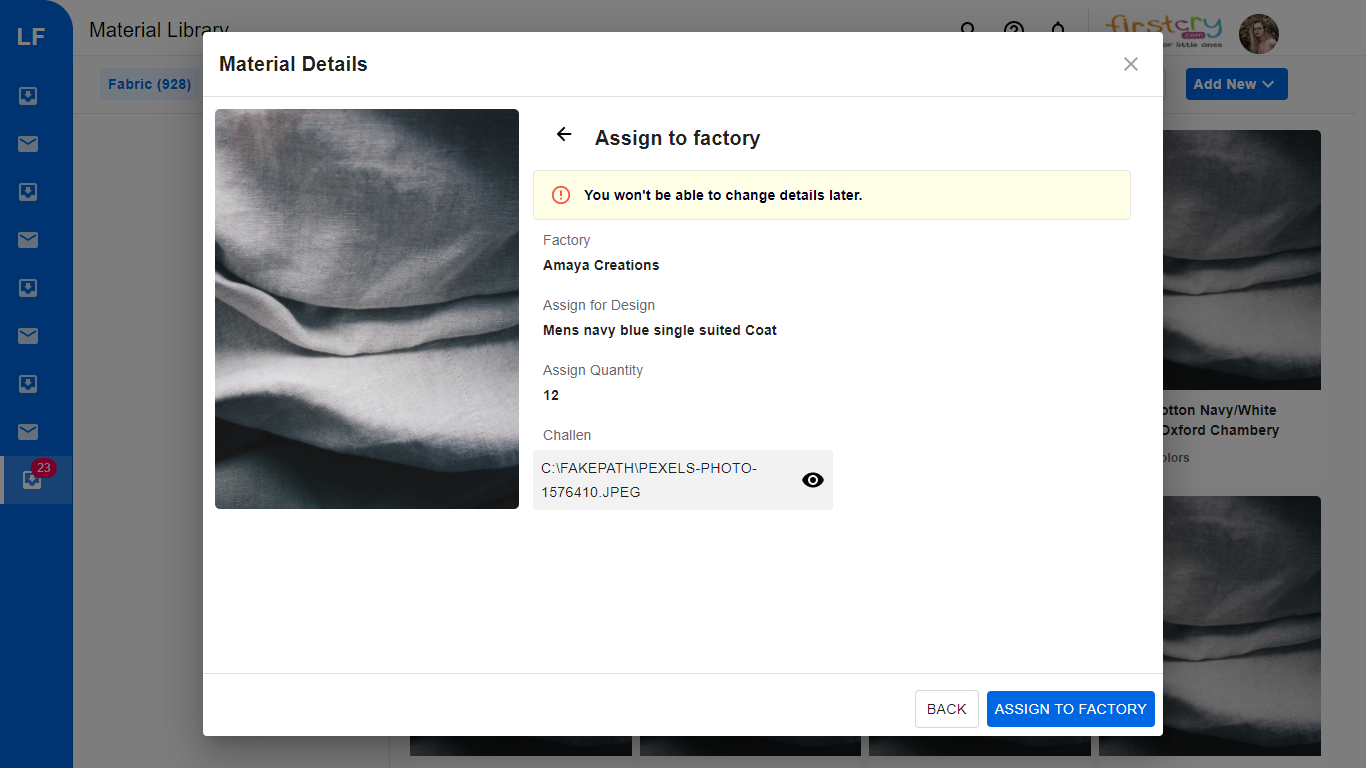 LF
Material Library
firstcry
.com
or little ones
Material Details
Fabric (928)
Add New
Assign to factory
You won't be able to change details later.
Factory
Amaya Creations
Assign for Design
Mens navy blue single suited Coat
Assign Quantity
12
Challen
C:\FAKEPATH\PEXELS-PHOTO-
1576410.JPEG
otton Navy/White
Oxford Chambery
olors
23
BACK
ASSIGN TO FACTORY